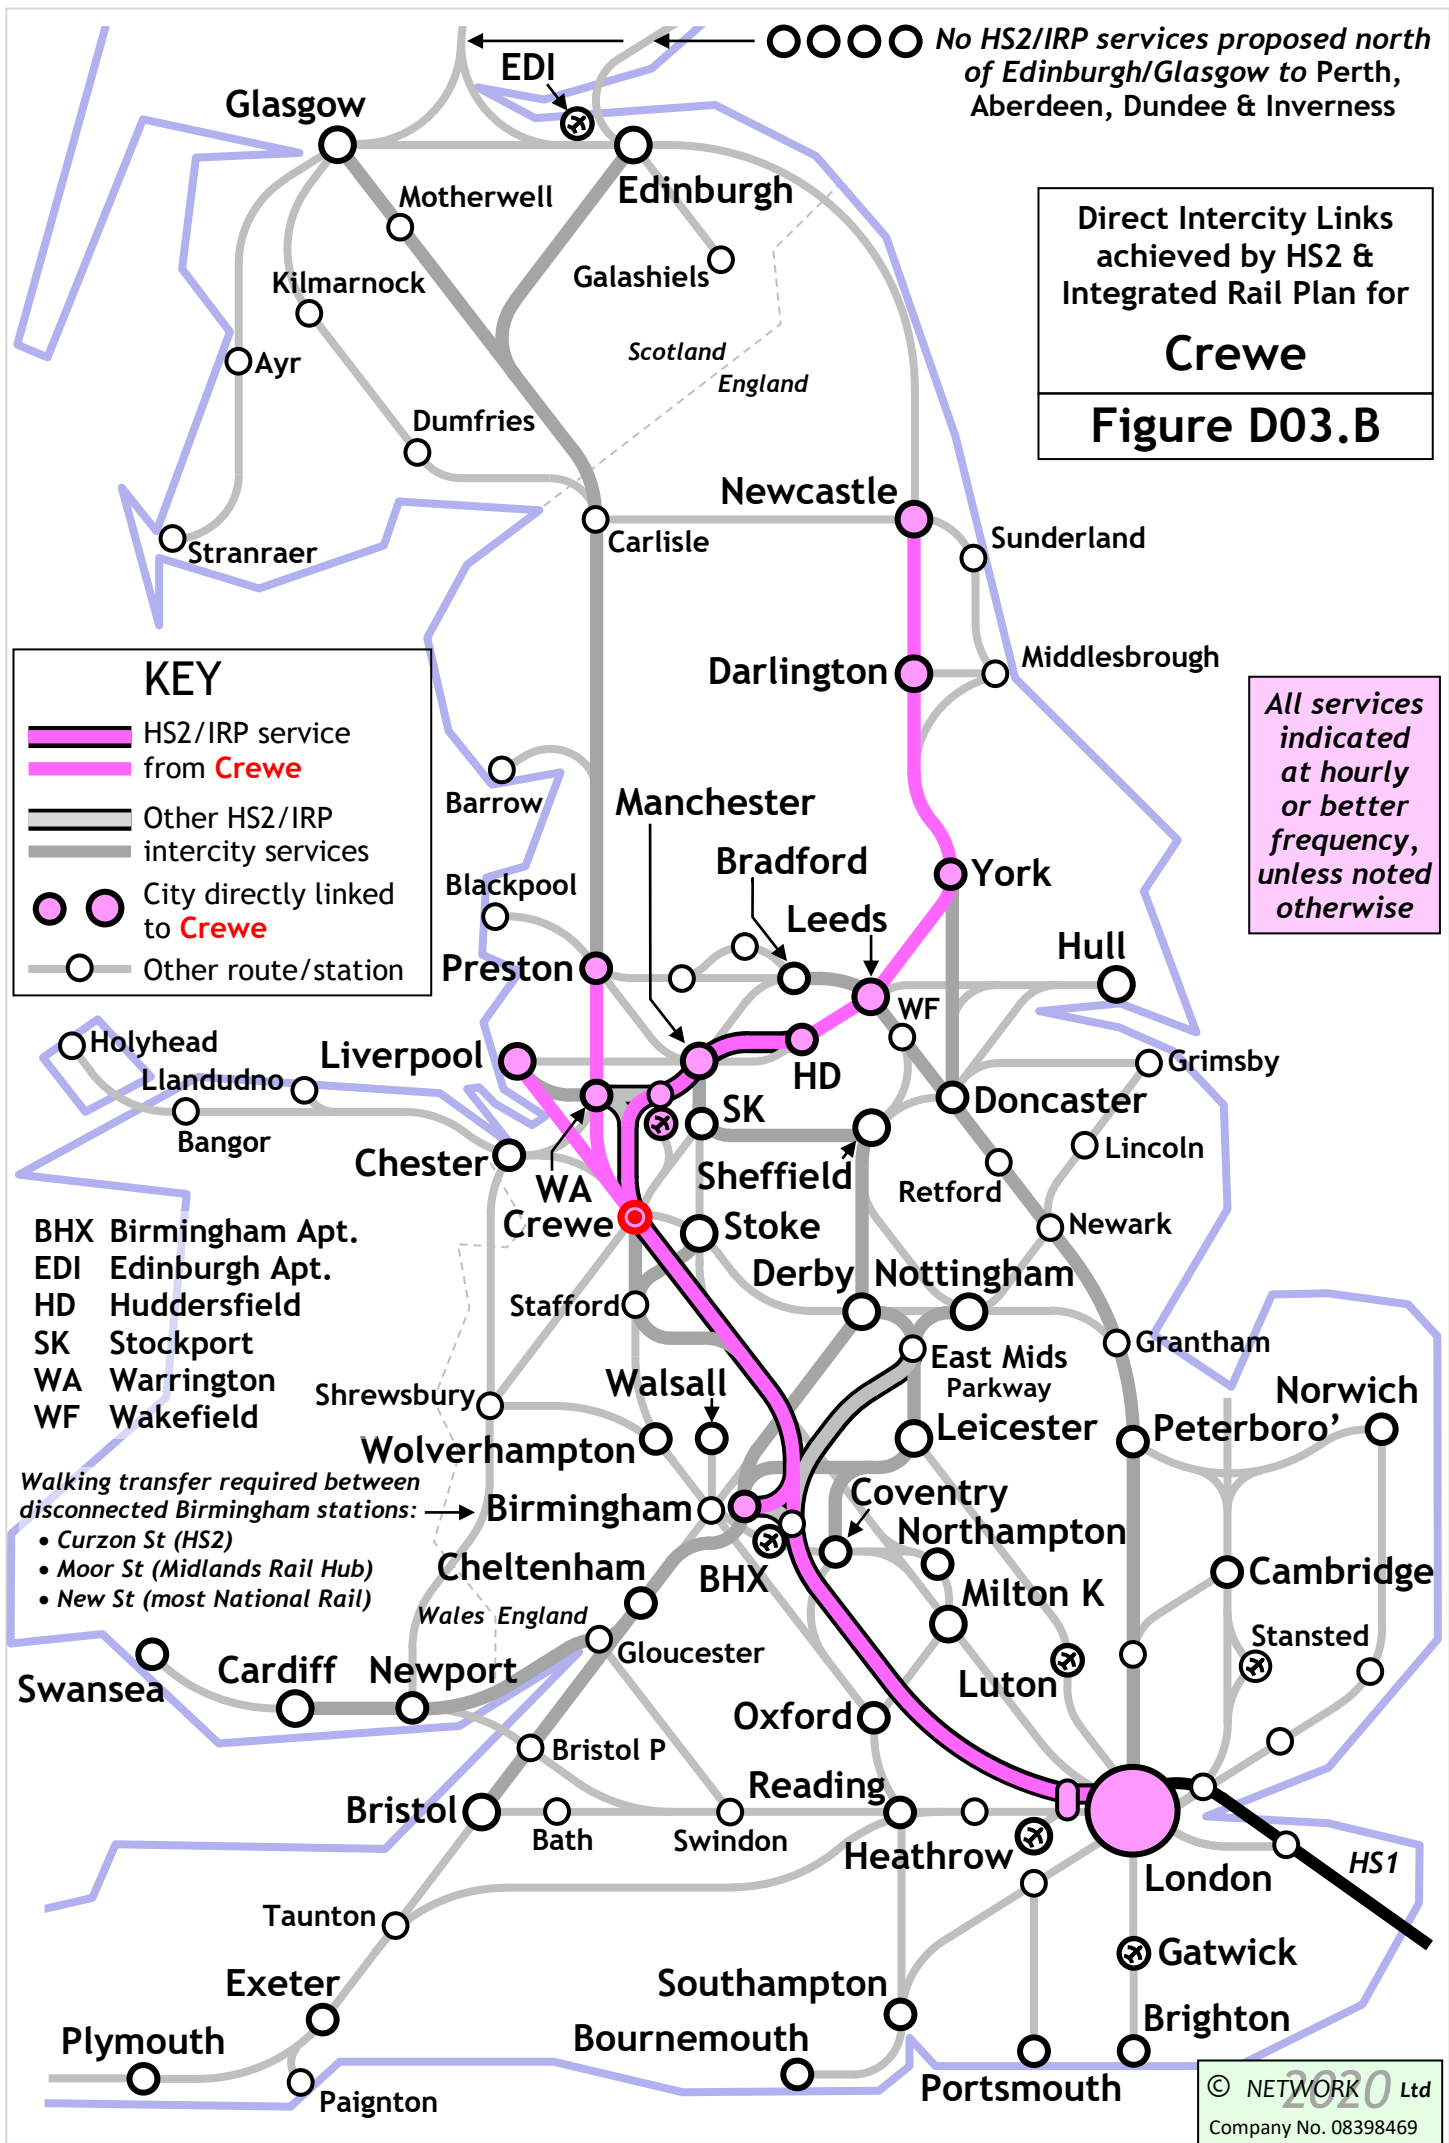 No HS2/IRP services proposed north
of Edinburgh/Glasgow to Perth,
Aberdeen, Dundee & Inverness
EDI
Glasgow
Edinburgh
Motherwell
Galashiels
Kilmarnock
Ayr
Scotland
England
Dumfries
Direct Intercity Links
achieved by HS2 &
Integrated Rail Plan for
Crewe
Figure D03.B
Newcastle
Carlisle
Sunderland
Stranraer
Darlington
Middlesbrough
KEY
HS2/IRP service
from Crewe
Other HS2/IRP
intercity services
City directly linked
to Crewe
Other route/station
All services
indicated
at hourly
or better
frequency,
unless noted
otherwise
Barrow
Manchester
Bradford
York
Blackpool
Leeds
Hull
Preston
WF
Holyhead
Liverpool
Llandudno
HD
Grimsby
Bangor
SK
Doncaster
Chester
Sheffield
Lincoln
WA
Retford
Crewe
Stoke
Newark
BHX Birmingham Apt.
EDI Edinburgh Apt.
HD Huddersfield
SK Stockport
WA Warrington
WF Wakefield
Derby
Nottingham
Stafford
Grantham
East Mids
Parkway
Shrewsbury
Walsall
Norwich
Leicester
Peterboro’
Wolverhampton
Walking transfer required between
disconnected Birmingham stations:
• Curzon St (HS2)
• Moor St (Midlands Rail Hub)
• New St (most National Rail)
Birmingham
Coventry
Northampton
Cheltenham
BHX
Cambridge
Milton K
Wales England
Gloucester
Stansted
Swansea
Cardiff
Newport
Luton
Oxford
Bristol P
Reading
Bristol
Bath
Swindon
Heathrow
London
HS1
Taunton
Gatwick
Exeter
Southampton
Brighton
Plymouth
Bournemouth
Portsmouth
Paignton
© NETWORK 2020 Ltd
Company No. 08398469